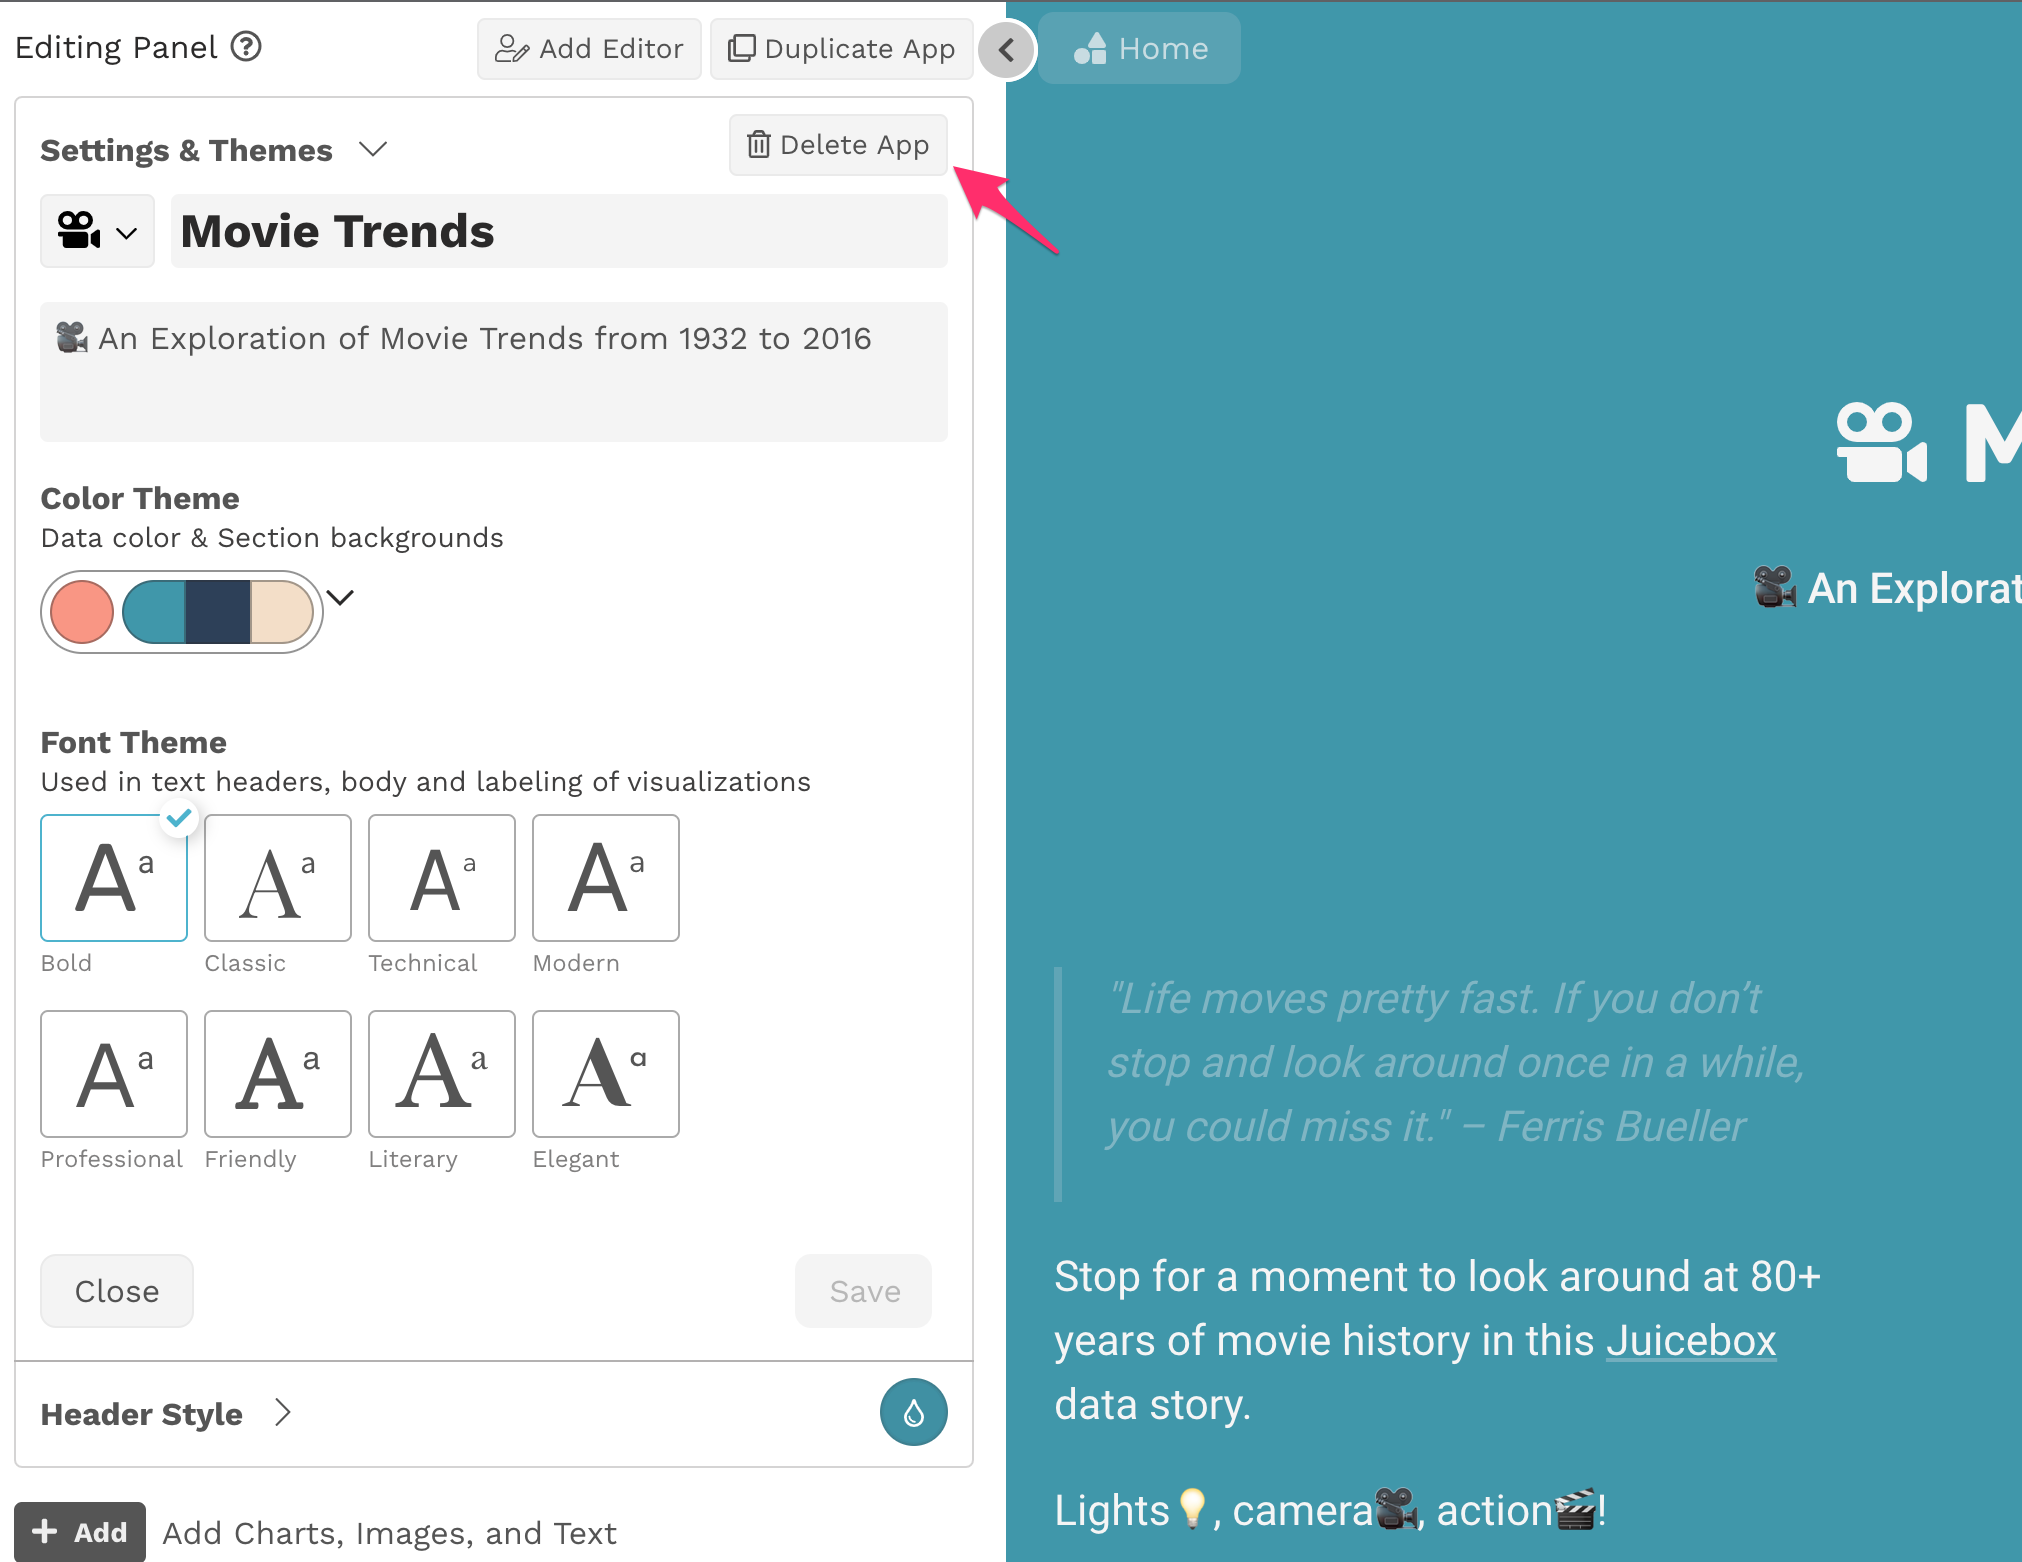 Editing Panel
Add Editor
Duplicate App
Home
Settings & Themes
Delete App
Movie Trends
An Exploration of Movie Trends from 1932 to 2016
Color Theme
Data color & Section backgrounds
Font Theme
Used in text headers, body and labeling of visualizations
Aa Aa Aa Aa
Bold Classic Technical Modern
Aa Aa Aa Aa
Professional Friendly Literary Elegant
Close
Save
Header Style
+ Add
Add Charts, Images, and Text
M
An Explorat
"Life moves pretty fast. If you don’t
stop and look around once in a while,
you could miss it." – Ferris Bueller
Stop for a moment to look around at 80+
years of movie history in this Juicebox
data story.
Lights💡, camera🎥, action🎬!